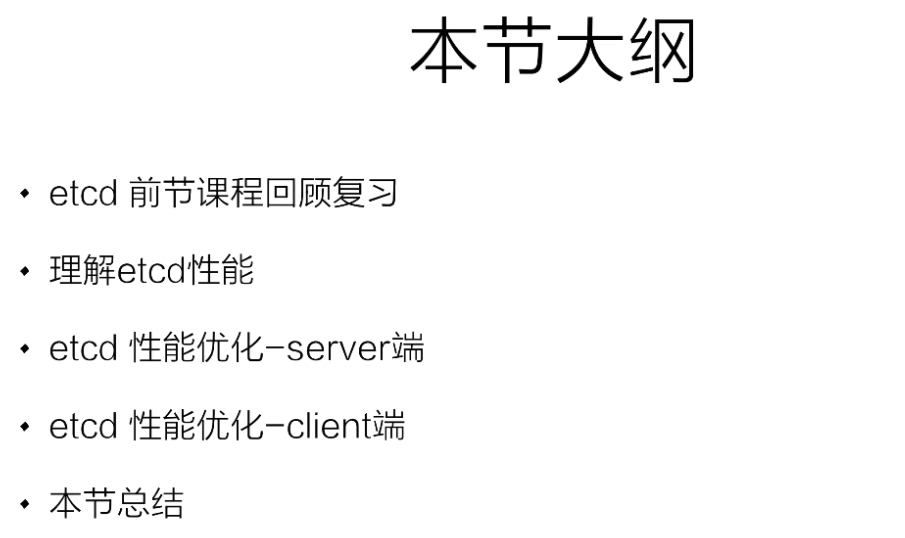 本节大纲
• etcd 前节课程回顾复习
• 理解etcd性能
• etcd 性能优化-server端
• etcd 性能优化-client端
• 本节总结